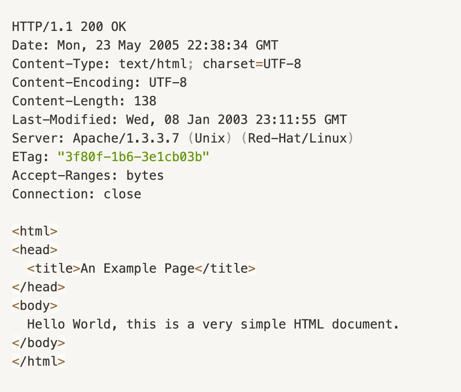 HTTP/1.1 200 OK
Date: Mon, 23 May 2005 22:38:34 GMT
Content-Type: text/html; charset=UTF-8
Content-Encoding: UTF-8
Content-Length: 138
Last-Modified: Wed, 08 Jan 2003 23:11:55 GMT
Server: Apache/1.3.3.7 (Unix) (Red-Hat/Linux)
ETag: "3f80f-1b6-3e1cb03b"
Accept-Ranges: bytes
Connection: close

<html>
<head>
  <title>An Example Page</title>
</head>
<body>
  Hello World, this is a very simple HTML document.
</body>
</html>